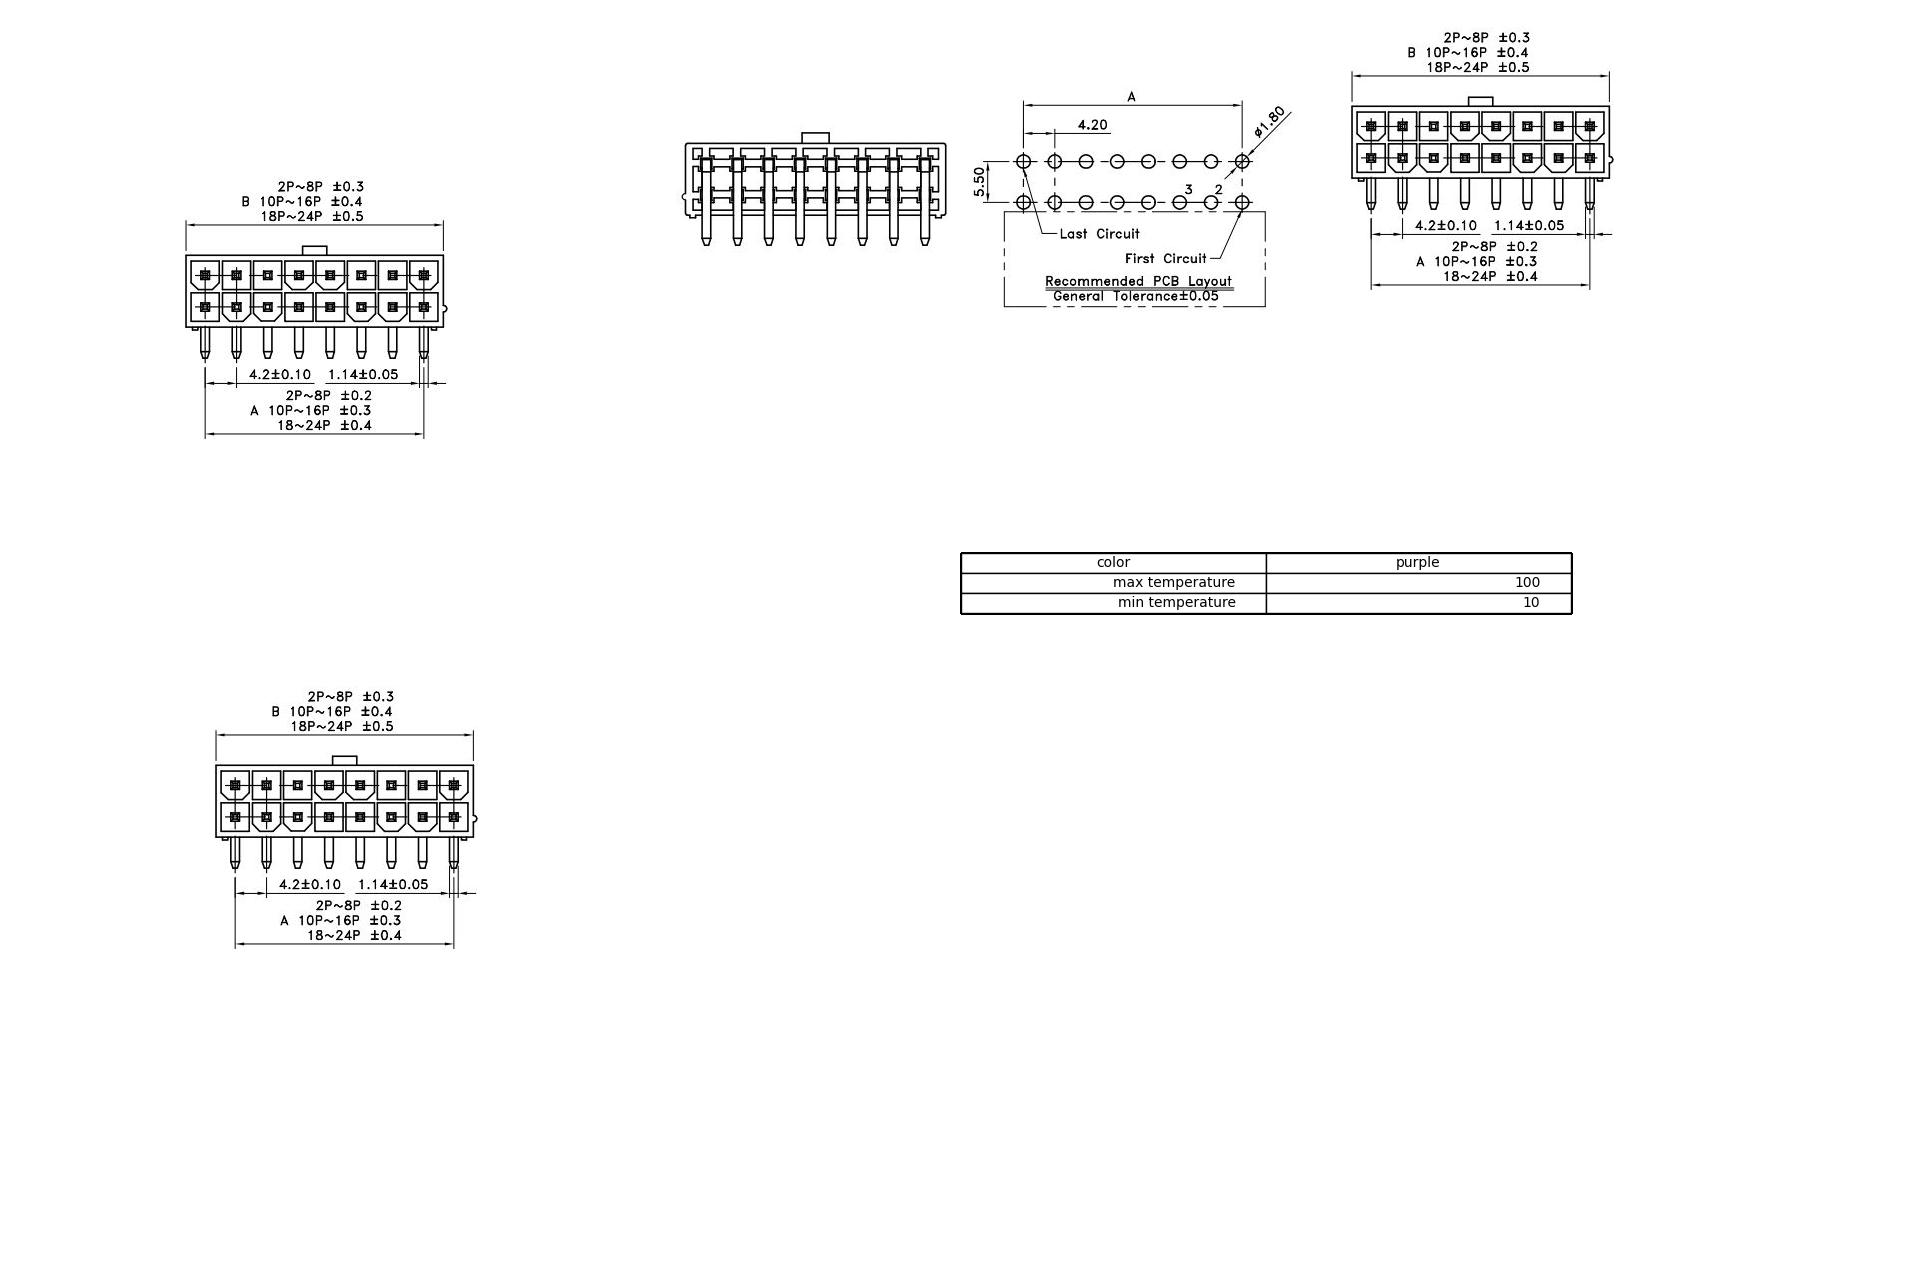 2P~8P ±0.3
B 10P~16P ±0.4
18P~24P ±0.5
4.2±0.10 1.14±0.05
2P~8P ±0.2
A 10P~16P ±0.3
18~24P ±0.4
A
4.20
ø1.80
5.50
3 2
Last Circuit
First Circuit
Recommended PCB Layout
General Tolerance±0.05
2P~8P ±0.3
B 10P~16P ±0.4
18P~24P ±0.5
4.2±0.10 1.14±0.05
2P~8P ±0.2
A 10P~16P ±0.3
18~24P ±0.4
color purple
max temperature 100
min temperature 10
2P~8P ±0.3
B 10P~16P ±0.4
18P~24P ±0.5
4.2±0.10 1.14±0.05
2P~8P ±0.2
A 10P~16P ±0.3
18~24P ±0.4